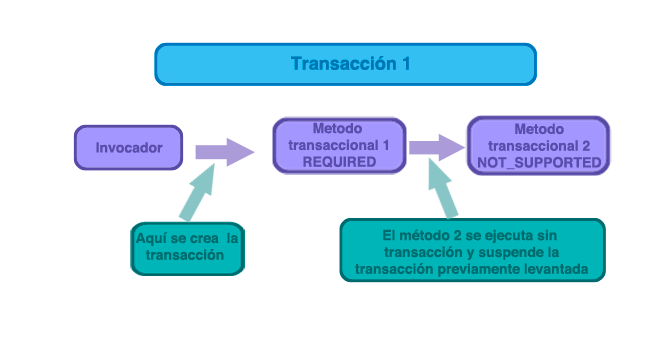 Transacción 1
Invocador
Metodo
transaccional 1
REQUIRED
Metodo
transaccional 2
NOT_SUPPORTED
Aquí se crea la
transacción
El método 2 se ejecuta sin
transacción y suspende la
transacción previamente levantada